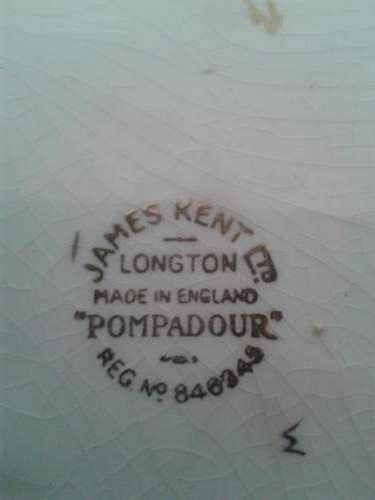 JAMES KENT LTD.
LONGTON
MADE IN ENGLAND
"POMPADOUR"
REG Nº 846349